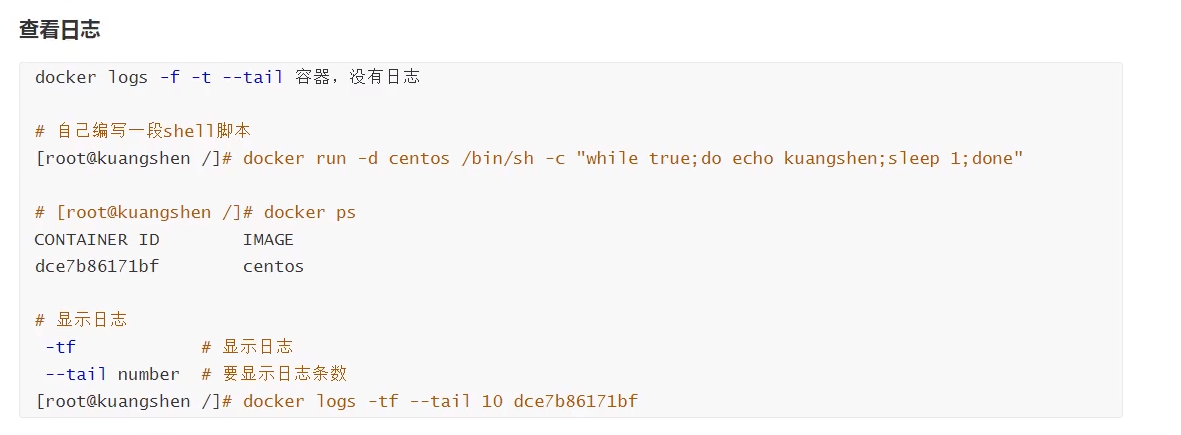 查看日志
docker logs -f -t --tail 容器，没有日志
# 自己编写一段shell脚本
[root@kuangshen /]# docker run -d centos /bin/sh -c "while true;do echo kuangshen;sleep 1;done"
# [root@kuangshen /]# docker ps
CONTAINER ID        IMAGE
dce7b86171bf        centos
# 显示日志
-tf            # 显示日志
--tail number  # 要显示日志条数
[root@kuangshen /]# docker logs -tf --tail 10 dce7b86171bf